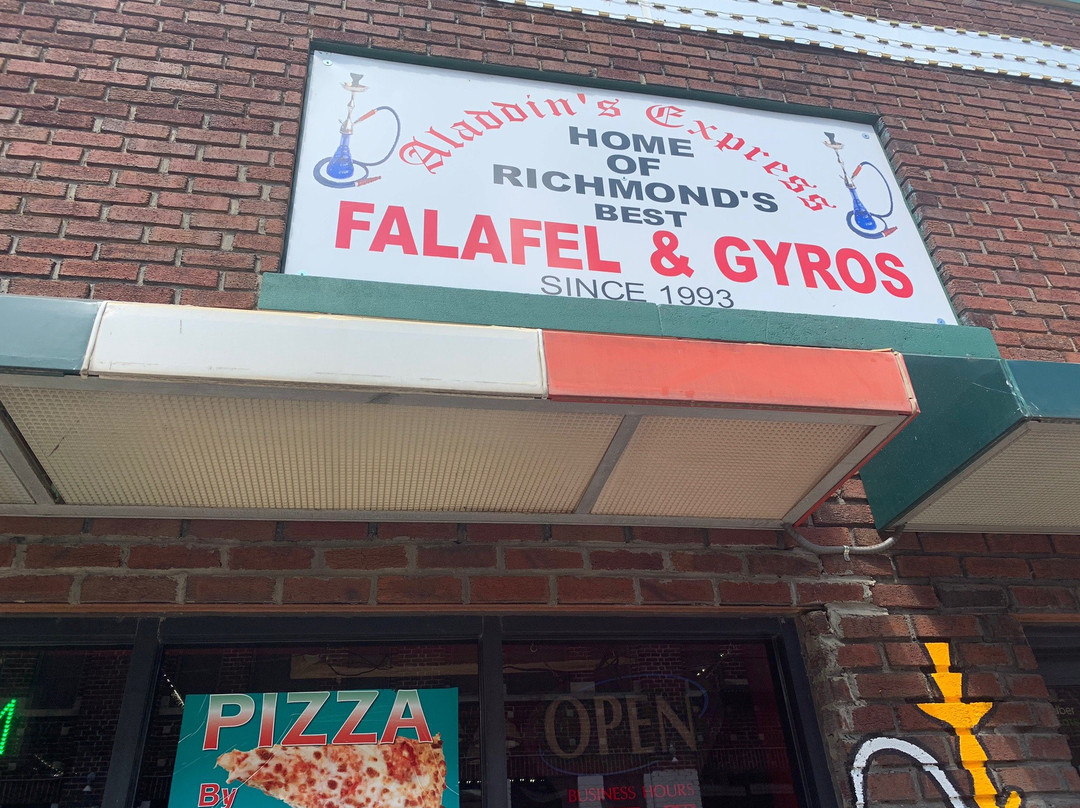 Aladdin's Express
HOME
OF
RICHMOND'S
BEST
FALAFEL & GYROS
SINCE 1993
PIZZA
By
OPEN
BUSINESS HOURS